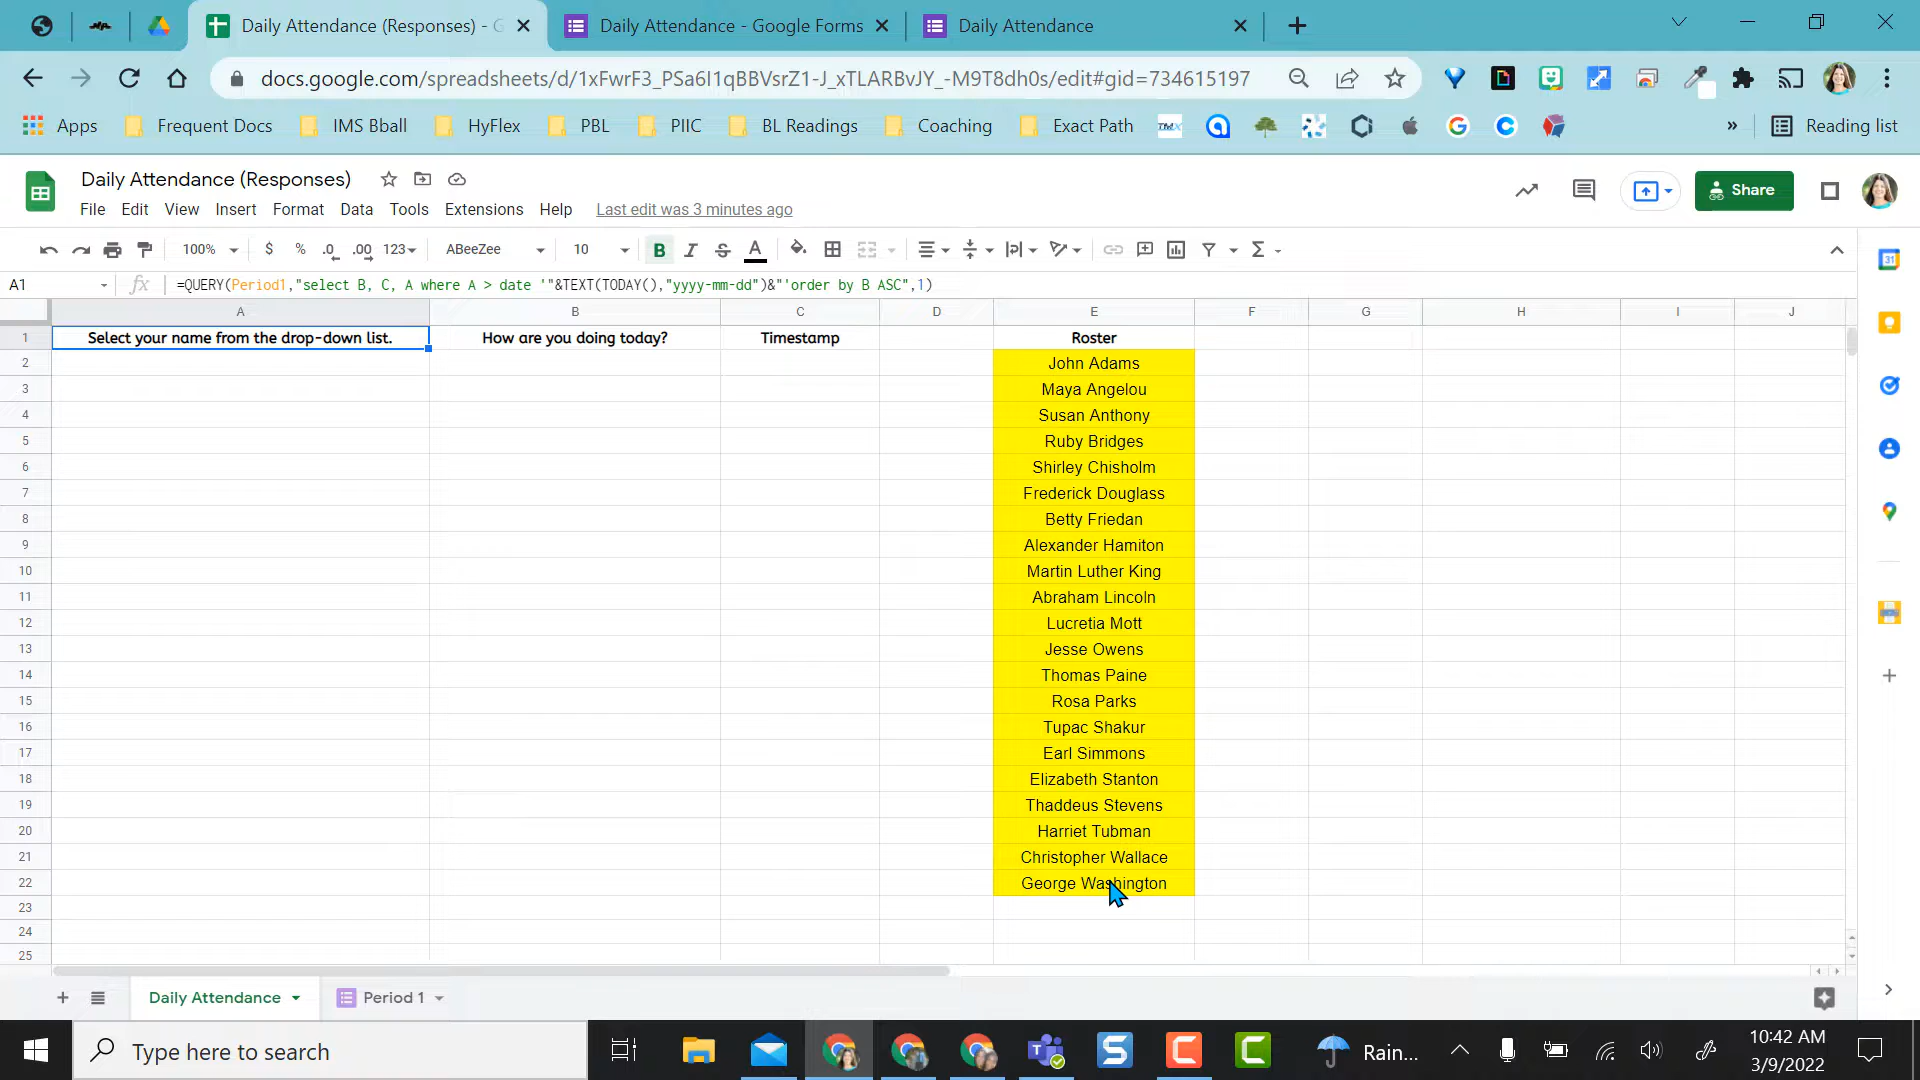 Daily Attendance (Responses) - G
Daily Attendance - Google Forms
Daily Attendance
docs.google.com/spreadsheets/d/1xFwrF3_PSa6I1qBBVsrZ1-J_xTLARBvJY_-M9T8dh0s/edit#gid=734615197
Apps
Frequent Docs
IMS Bball
HyFlex
PBL
PIIC
BL Readings
Coaching
Exact Path
TMX
»
Reading list
Daily Attendance (Responses)
Share
File Edit View Insert Format Data Tools Extensions Help Last edit was 3 minutes ago
100% $ % .0 .00 123 ABeeZee 10 B I S A Σ
A1 fx =QUERY(Period1,"select B, C, A where A > date '"&TEXT(TODAY(),"yyyy-mm-dd")&"'order by B ASC",1)
A B C D E F G H I J
1 Select your name from the drop-down list. How are you doing today? Timestamp Roster
2 John Adams
3 Maya Angelou
4 Susan Anthony
5 Ruby Bridges
6 Shirley Chisholm
7 Frederick Douglass
8 Betty Friedan
9 Alexander Hamiton
10 Martin Luther King
11 Abraham Lincoln
12 Lucretia Mott
13 Jesse Owens
14 Thomas Paine
15 Rosa Parks
16 Tupac Shakur
17 Earl Simmons
18 Elizabeth Stanton
19 Thaddeus Stevens
20 Harriet Tubman
21 Christopher Wallace
22 George Washington
23
24
25
Daily Attendance
Period 1
Type here to search
Rain...
10:42 AM
3/9/2022